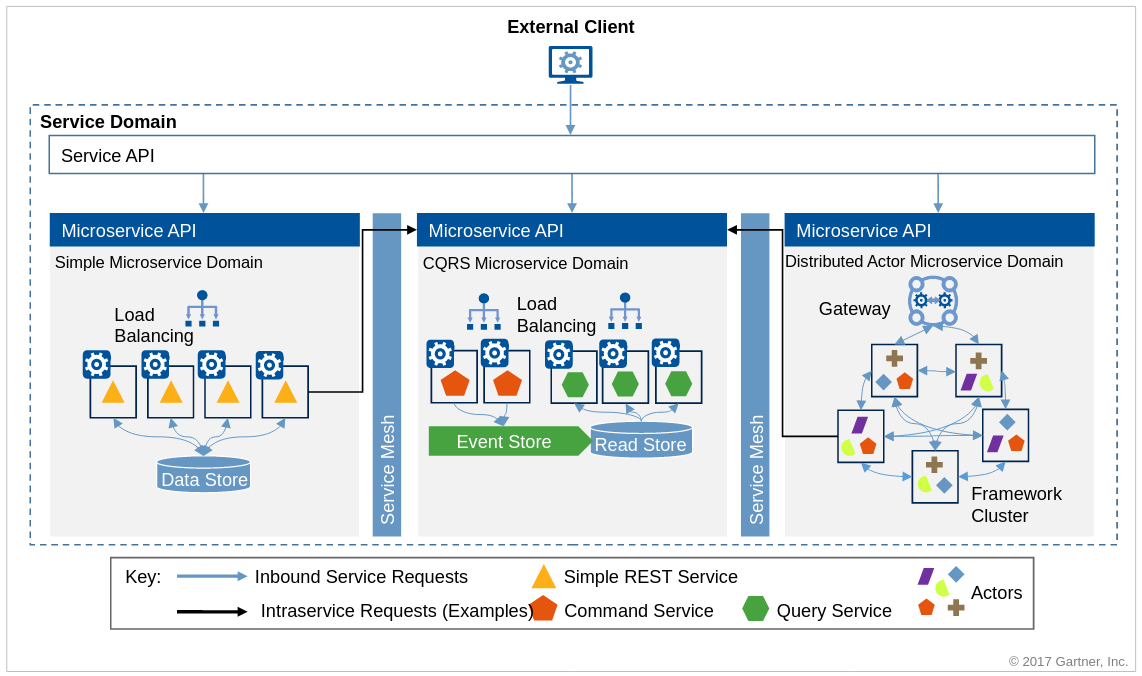 External Client
Service Domain
Service API
Microservice API
Simple Microservice Domain
Load
Balancing
Data Store
Service Mesh
Microservice API
CQRS Microservice Domain
Load
Balancing
Event Store
Read Store
Service Mesh
Microservice API
Distributed Actor Microservice Domain
Gateway
Framework
Cluster
Key:
Inbound Service Requests
Simple REST Service
Intraservice Requests (Examples)
Command Service
Query Service
Actors
© 2017 Gartner, Inc.